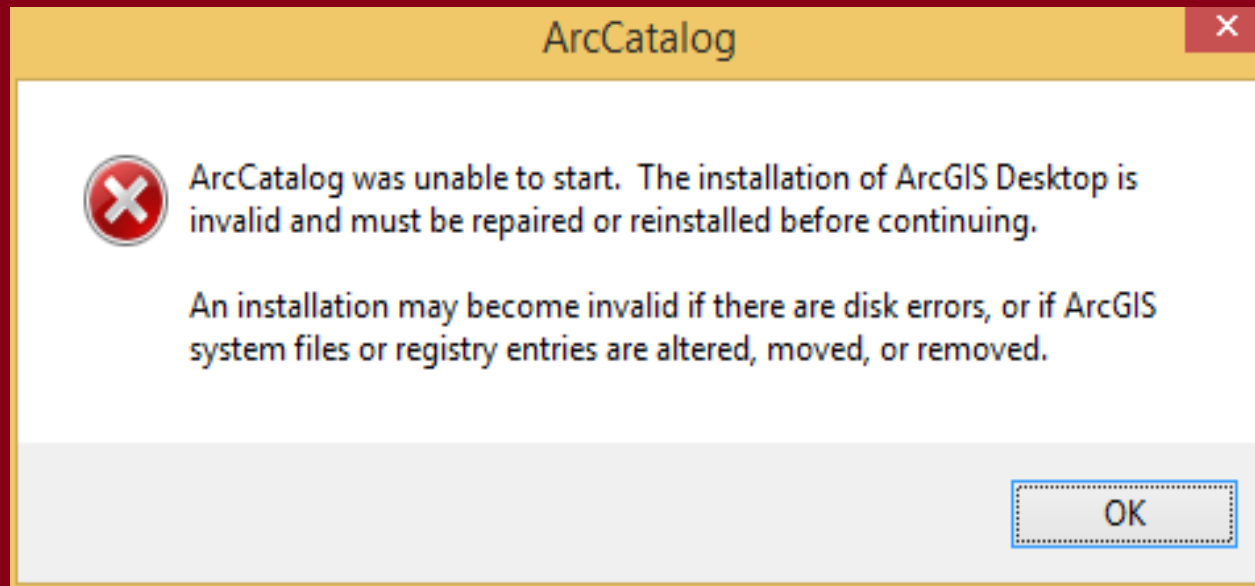 ArcCatalog
ArcCatalog was unable to start.  The installation of ArcGIS Desktop is
invalid and must be repaired or reinstalled before continuing.
An installation may become invalid if there are disk errors, or if ArcGIS
system files or registry entries are altered, moved, or removed.
OK